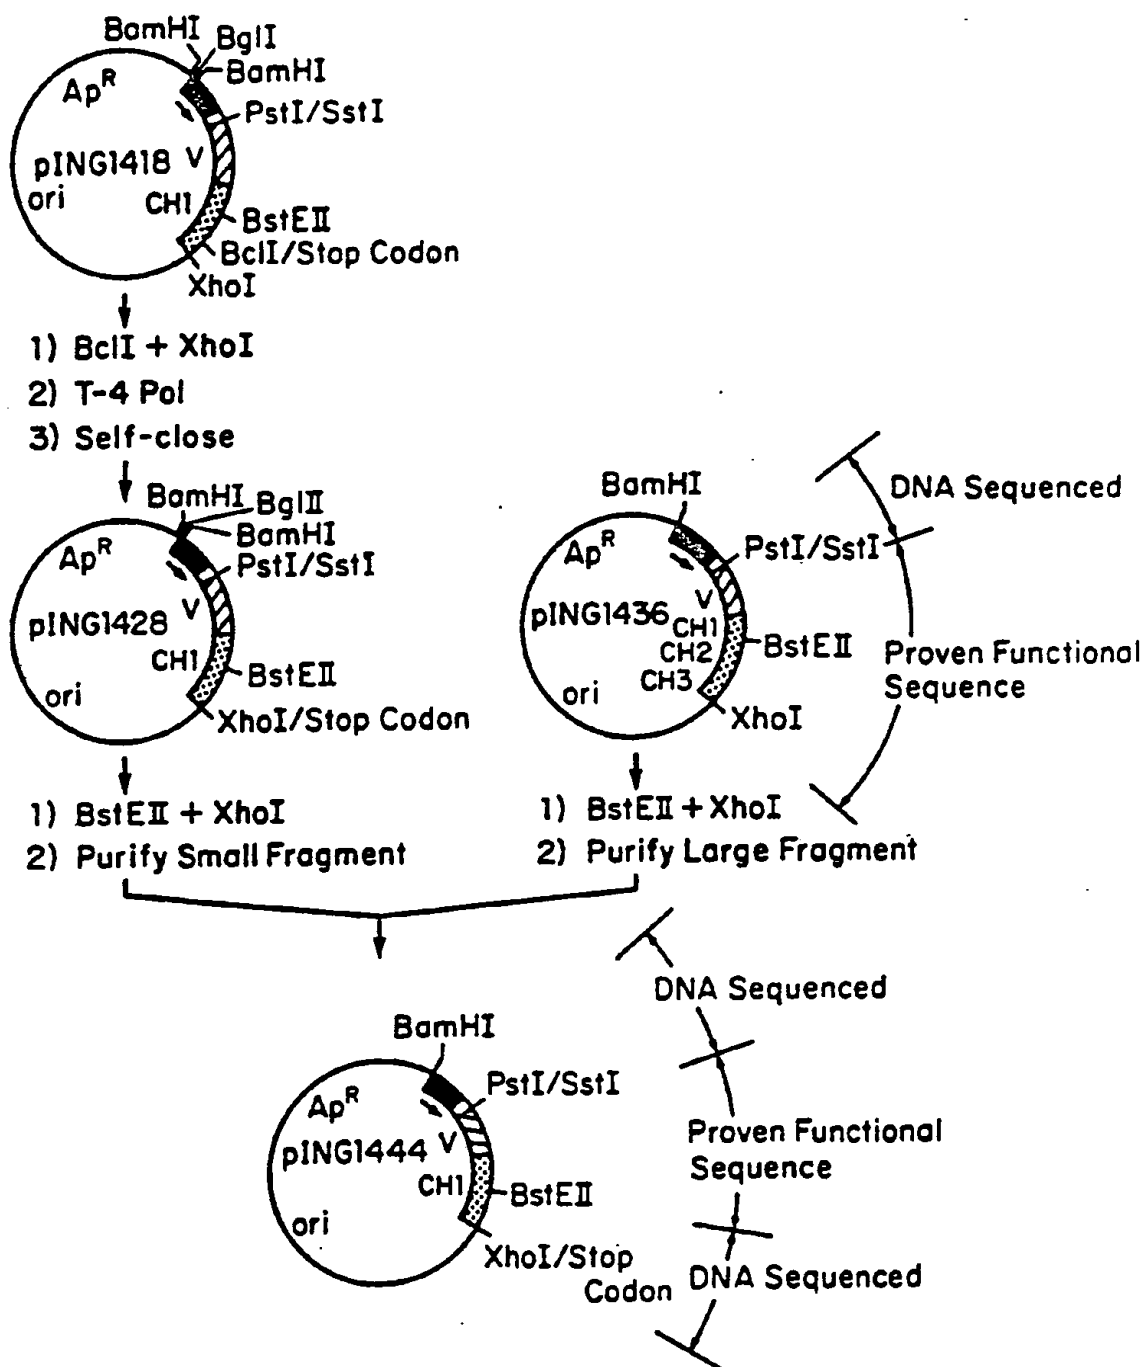 BamHI
BglI
BamHI
Ap^R
PstI/SstI
pING1418
V
ori
CH1
BstEII
BclI/Stop Codon
XhoI
1) BclI + XhoI
2) T-4 Pol
3) Self-close
BamHI
BglII
BamHI
Ap^R
PstI/SstI
pING1428
V
CH1
BstEII
ori
XhoI/Stop Codon
1) BstEII + XhoI
2) Purify Small Fragment
BamHI
Ap^R
PstI/SstI
pING1436
V
CH1
CH2
CH3
BstEII
ori
XhoI
DNA Sequenced
Proven Functional
Sequence
1) BstEII + XhoI
2) Purify Large Fragment
BamHI
Ap^R
PstI/SstI
pING1444
V
CH1
BstEII
ori
XhoI/Stop
Codon
DNA Sequenced
Proven Functional
Sequence
DNA Sequenced